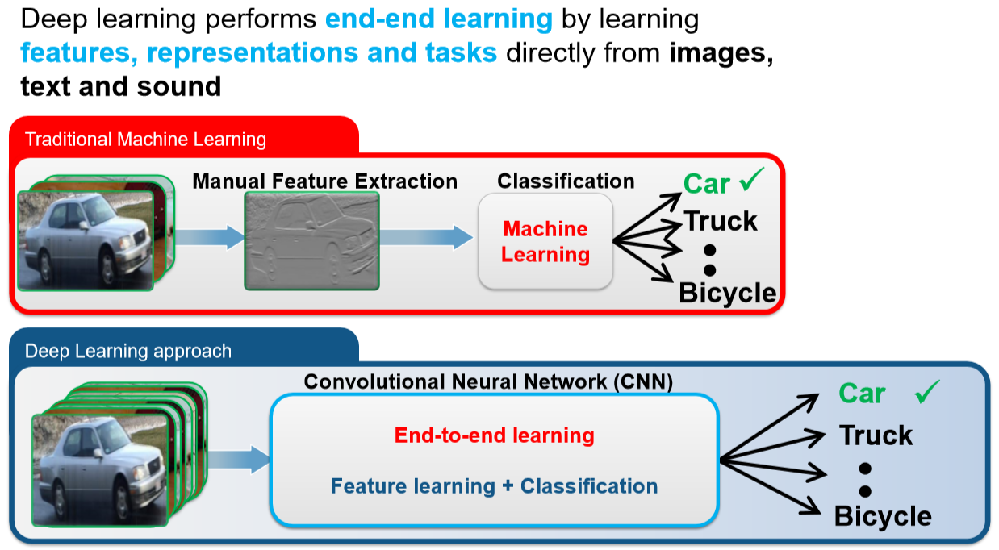 Deep learning performs end-end learning by learning
features, representations and tasks directly from images,
text and sound
Traditional Machine Learning
Manual Feature Extraction
Classification
Machine
Learning
Car
Truck
Bicycle
Deep Learning approach
Convolutional Neural Network (CNN)
End-to-end learning
Feature learning + Classification
Car
Truck
Bicycle